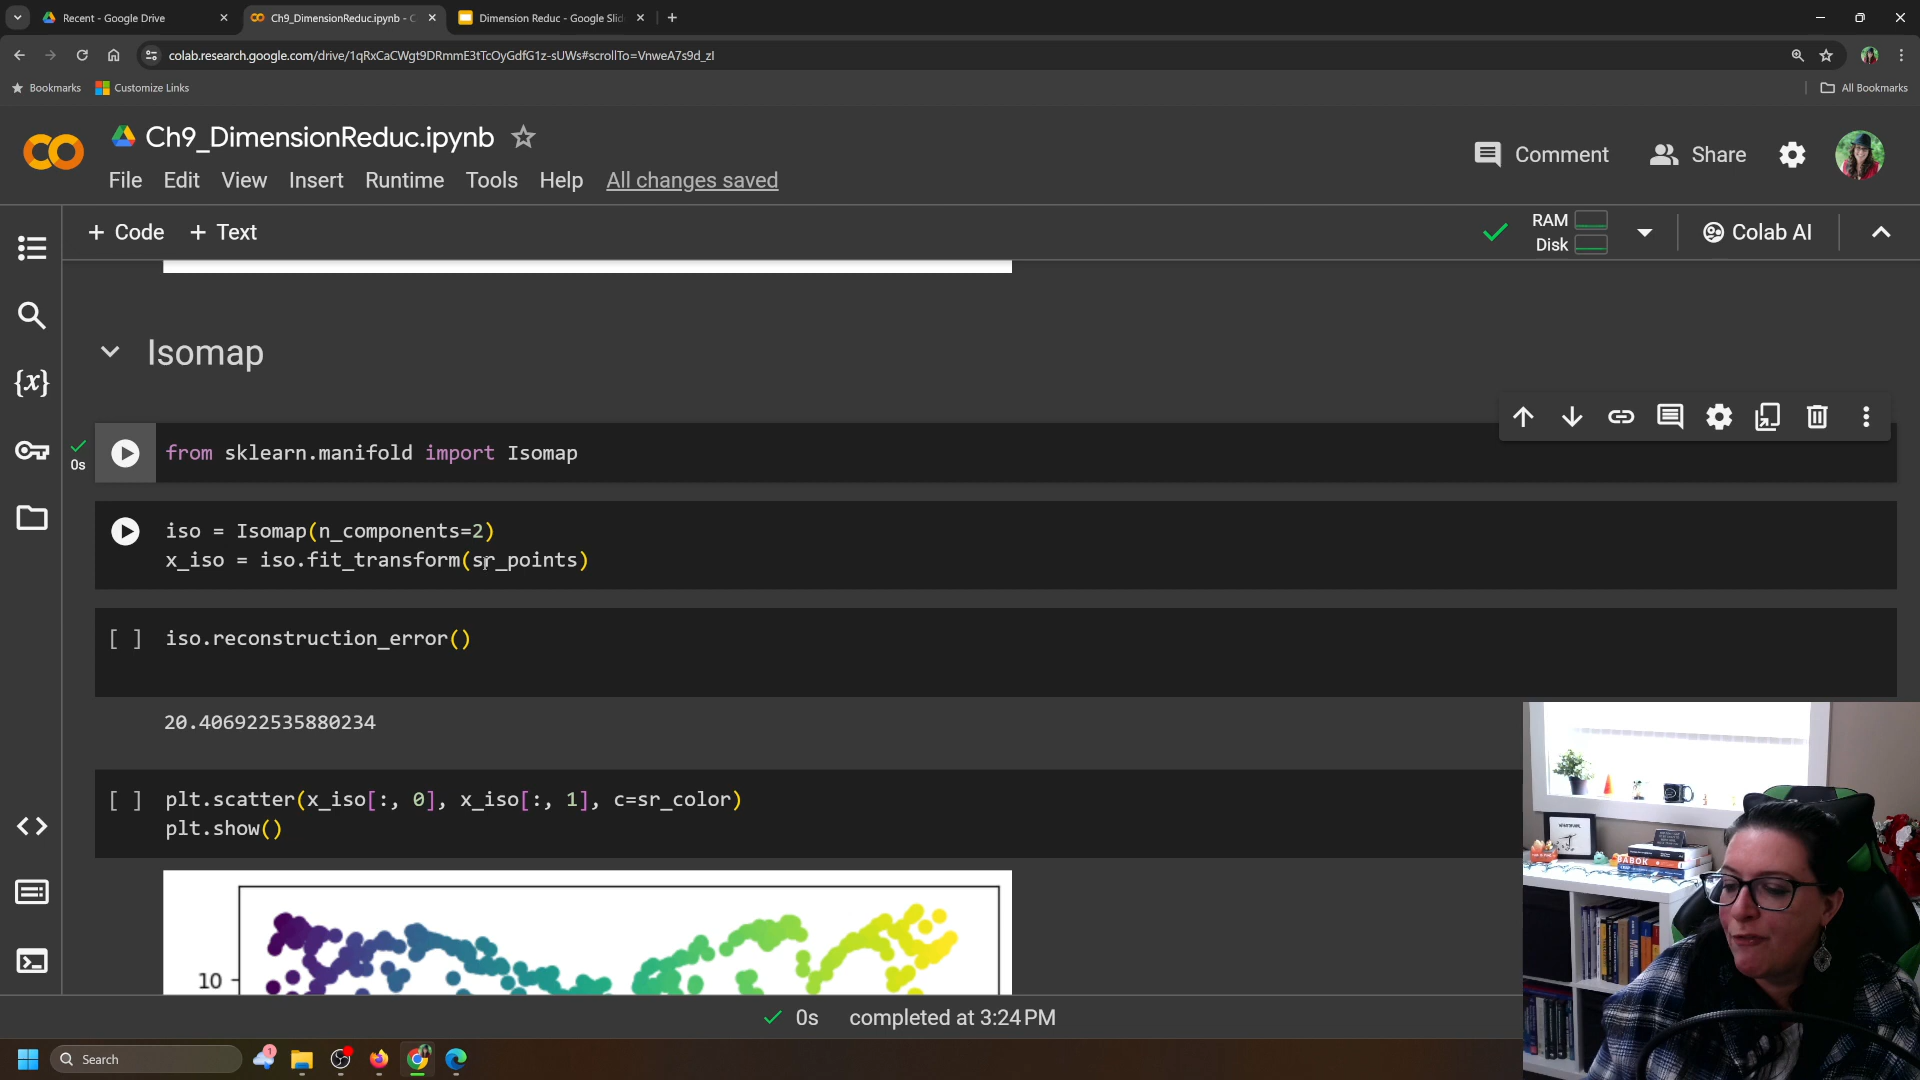 Recent - Google Drive
Ch9_DimensionReduc.ipynb - C
Dimension Reduc - Google Slid
colab.research.google.com/drive/1qRxCaCWgt9DRmmE3tTcOyGdfG1z-sUWs#scrollTo=VnweA7s9d_zI
Bookmarks
Customize Links
All Bookmarks
Ch9_DimensionReduc.ipynb
Comment
Share
File Edit View Insert Runtime Tools Help All changes saved
+ Code + Text
RAM
Disk
Colab AI
Isomap
from sklearn.manifold import Isomap
0s
iso = Isomap(n_components=2)
x_iso = iso.fit_transform(sr_points)
[ ] iso.reconstruction_error()
20.406922535880234
[ ] plt.scatter(x_iso[:, 0], x_iso[:, 1], c=sr_color)
plt.show()
10
0s completed at 3:24 PM
BABOK
Search
1